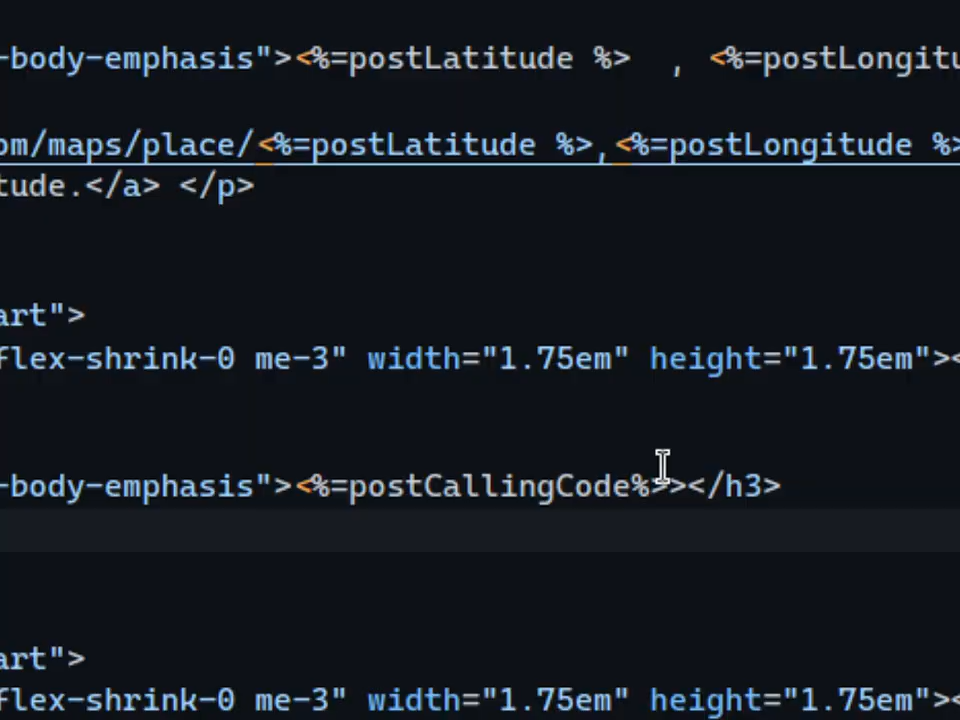 -body-emphasis"><%=postLatitude %>  , <%=postLongitu
om/maps/place/<%=postLatitude %>,<%=postLongitude %>
tude.</a> </p>
art">
flex-shrink-0 me-3" width="1.75em" height="1.75em"><
-body-emphasis"><%=postCallingCode%>></h3>
art">
flex-shrink-0 me-3" width="1.75em" height="1.75em"><